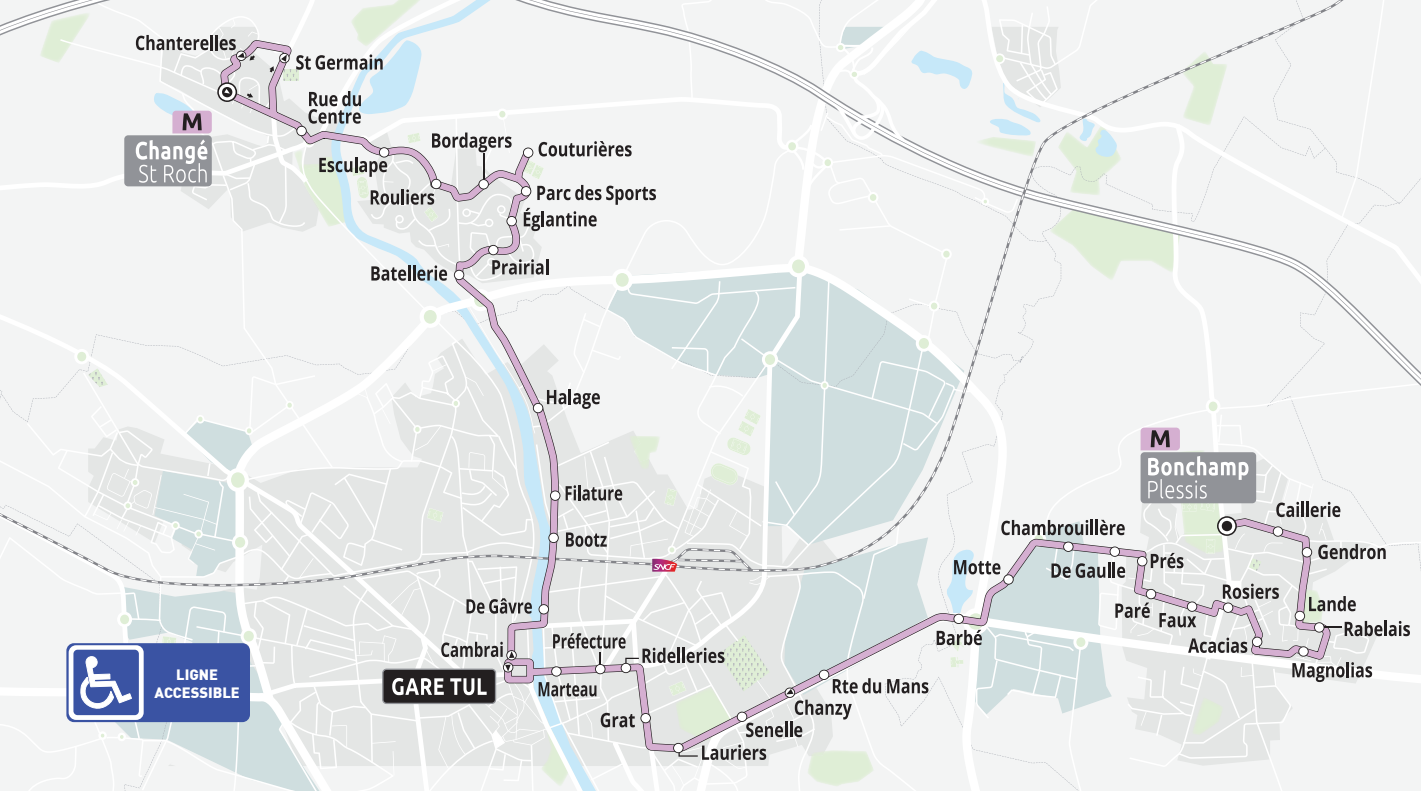 Chanterelles
St Germain
Rue du
Centre
M
Changé
St Roch
Esculape
Rouliers
Bordagers
Couturières
Parc des Sports
Églantine
Prairial
Batellerie
Halage
Filature
Bootz
SNCF
De Gâvre
Cambrai
GARE TUL
Marteau
Préfecture
Ridelleries
Grat
Lauriers
Senelle
Chanzy
Rte du Mans
Barbé
Motte
Chambrouillère
De Gaulle
Prés
Paré
Faux
Rosiers
Acacias
Magnolias
Rabelais
Lande
Gendron
Caillerie
M
Bonchamp
Plessis
LIGNE
ACCESSIBLE